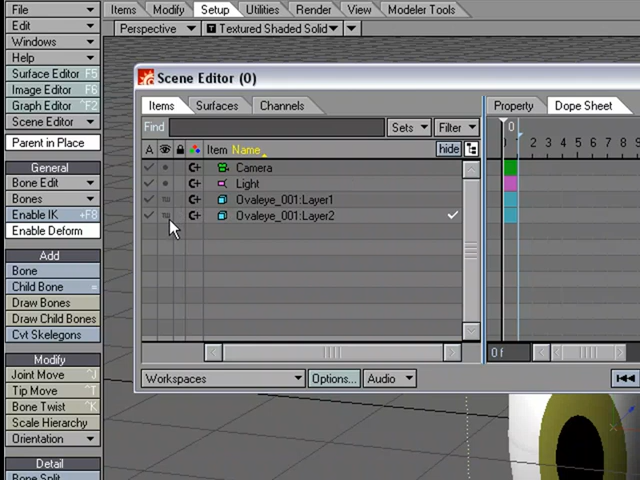 File Items Modify Setup Utilities Render View Modeler Tools
Edit Perspective T Textured Shaded Solid
Windows
Help
Surface Editor F5
Image Editor F6
Graph Editor ^F2
Scene Editor
Parent in Place
General
Bone Edit
Bones
Enable IK +F8
Enable Deform
Add
Bone
Child Bone =
Draw Bones
Draw Child Bones
Cvt Skelegons
Modify
Joint Move ^J
Tip Move ^T
Bone Twist ^K
Scale Hierarchy
Orientation
Detail
Bone Split
Scene Editor (0)
Items Surfaces Channels Property Dope Sheet
Find Sets Filter 0
A Item Name hide 2 3 4 5 6 7 8 9
Camera
Light
Ovaleye_001:Layer1
Ovaleye_001:Layer2
0 f
Workspaces Options... Audio